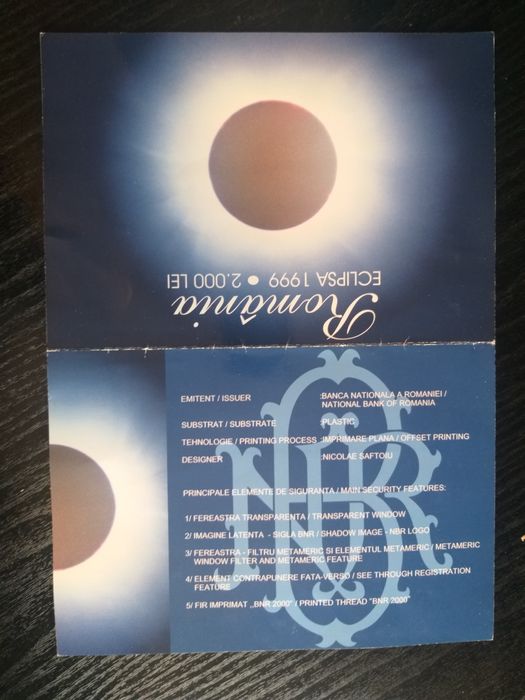 România
ECLIPSA 1999 ● 2.000 LEI
EMITENT / ISSUER :BANCA NATIONALA A ROMANIEI /
NATIONAL BANK OF ROMANIA
SUBSTRAT / SUBSTRATE :PLASTIC
TEHNOLOGIE / PRINTING PROCESS :IMPRIMARE PLANA / OFFSET PRINTING
DESIGNER :NICOLAE SAFTOIU
PRINCIPALE ELEMENTE DE SIGURANTA / MAIN SECURITY FEATURES:
1/ FEREASTRA TRANSPARENTA / TRANSPARENT WINDOW
2/ IMAGINE LATENTA - SIGLA BNR / SHADOW IMAGE - NBR LOGO
3/ FEREASTRA - FILTRU METAMERIC SI ELEMENTUL METAMERIC / METAMERIC
WINDOW FILTER AND METAMERIC FEATURE
4/ ELEMENT CONTRAPUNERE FATA-VERSO / SEE THROUGH REGISTRATION
FEATURE
5/ FIR IMPRIMAT ,,BNR 2000" / PRINTED THREAD "BNR 2000"